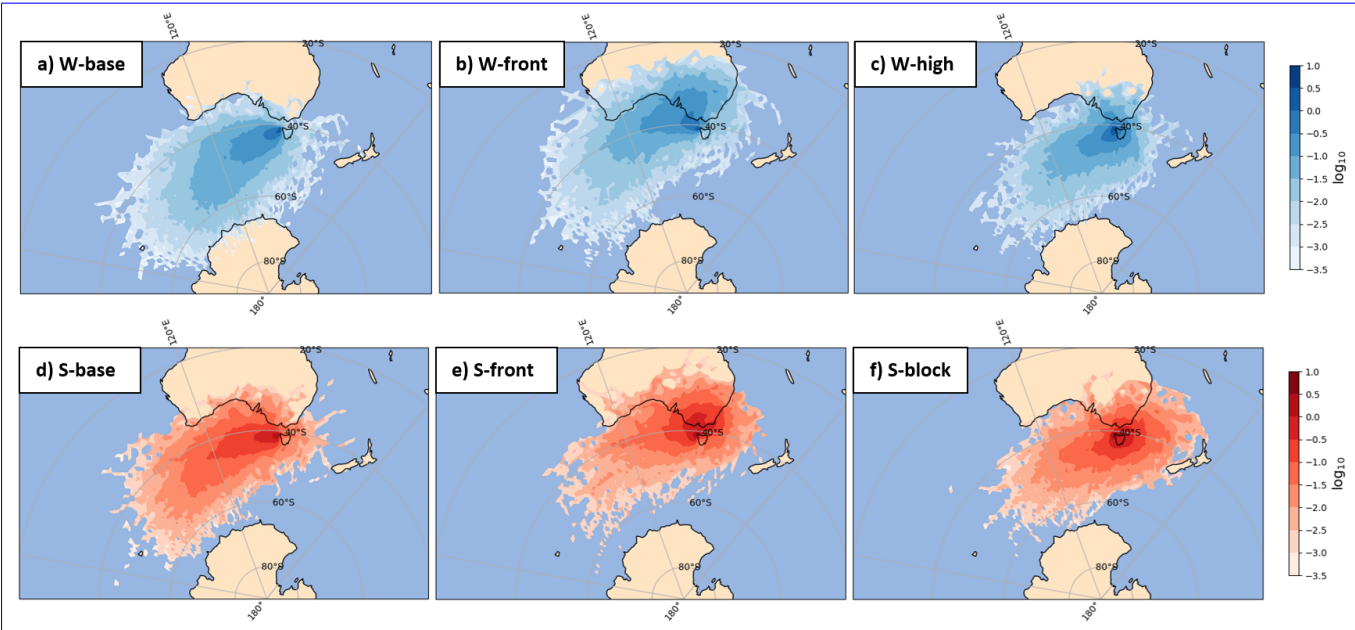 120°E
120°E
120°E
a) W-base
20°S
b) W-front
20°S
c) W-high
20°S
40°S
40°S
40°S
60°S
60°S
60°S
80°S
80°S
80°S
180°
180°
180°
1.0
0.5
0.0
−0.5
−1.0
−1.5
−2.0
−2.5
−3.0
−3.5
log10
120°E
120°E
120°E
d) S-base
20°S
e) S-front
20°S
f) S-block
20°S
40°S
40°S
40°S
60°S
60°S
60°S
80°S
80°S
80°S
180°
180°
180°
1.0
0.5
0.0
−0.5
−1.0
−1.5
−2.0
−2.5
−3.0
−3.5
log10